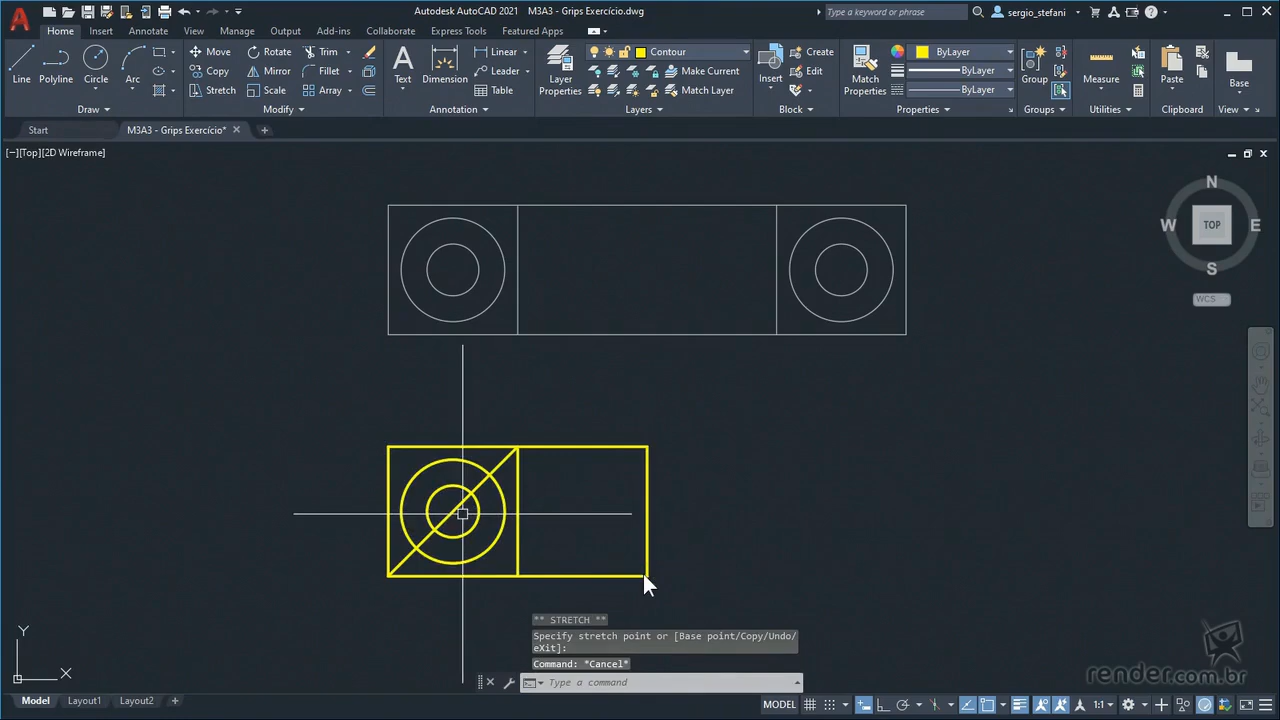 Autodesk AutoCAD 2021 M3A3 - Grips Exercício.dwg
Type a keyword or phrase
sergio_stefani
Home Insert Annotate View Manage Output Add-ins Collaborate Express Tools Featured Apps
Line Polyline Circle Arc
Move Rotate Trim
Copy Mirror Fillet
Stretch Scale Array
Text Dimension
Linear
Leader
Table
Layer Properties
Contour
Make Current
Match Layer
Insert
Create
Edit
Match Properties
ByLayer
ByLayer
ByLayer
Group
Measure
Paste
Base
Draw Modify Annotation Layers Block Properties Groups Utilities Clipboard View
Start M3A3 - Grips Exercício*
[−][Top][2D Wireframe]
N
W TOP E
S
WCS
** STRETCH **
Specify stretch point or [Base point/Copy/Undo/
eXit]:
Command: *Cancel*
Type a command
Y
X
render.com.br
Model Layout1 Layout2
MODEL 1:1